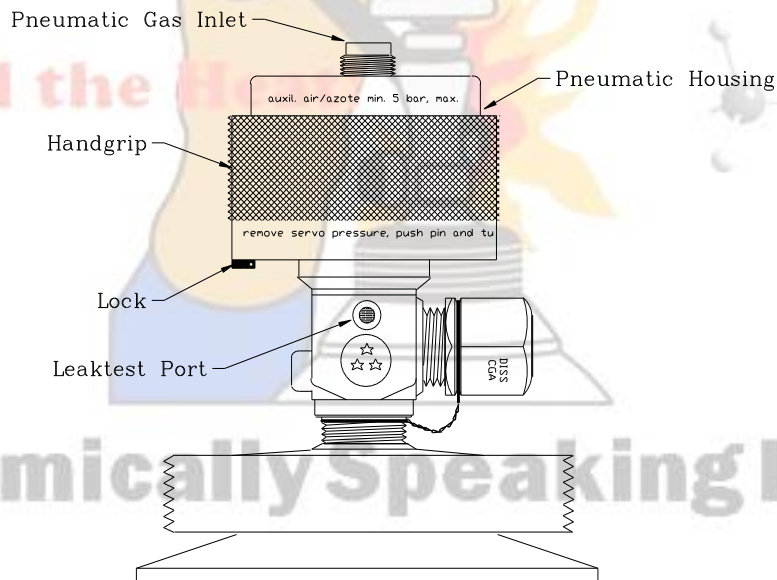 Pneumatic Gas Inlet
d the He
Pneumatic Housing
auxil. air/azote min. 5 bar, max.
Handgrip
remove servo pressure, push pin and tu
Lock
Leaktest Port
DISS
CGA
mically Speaking